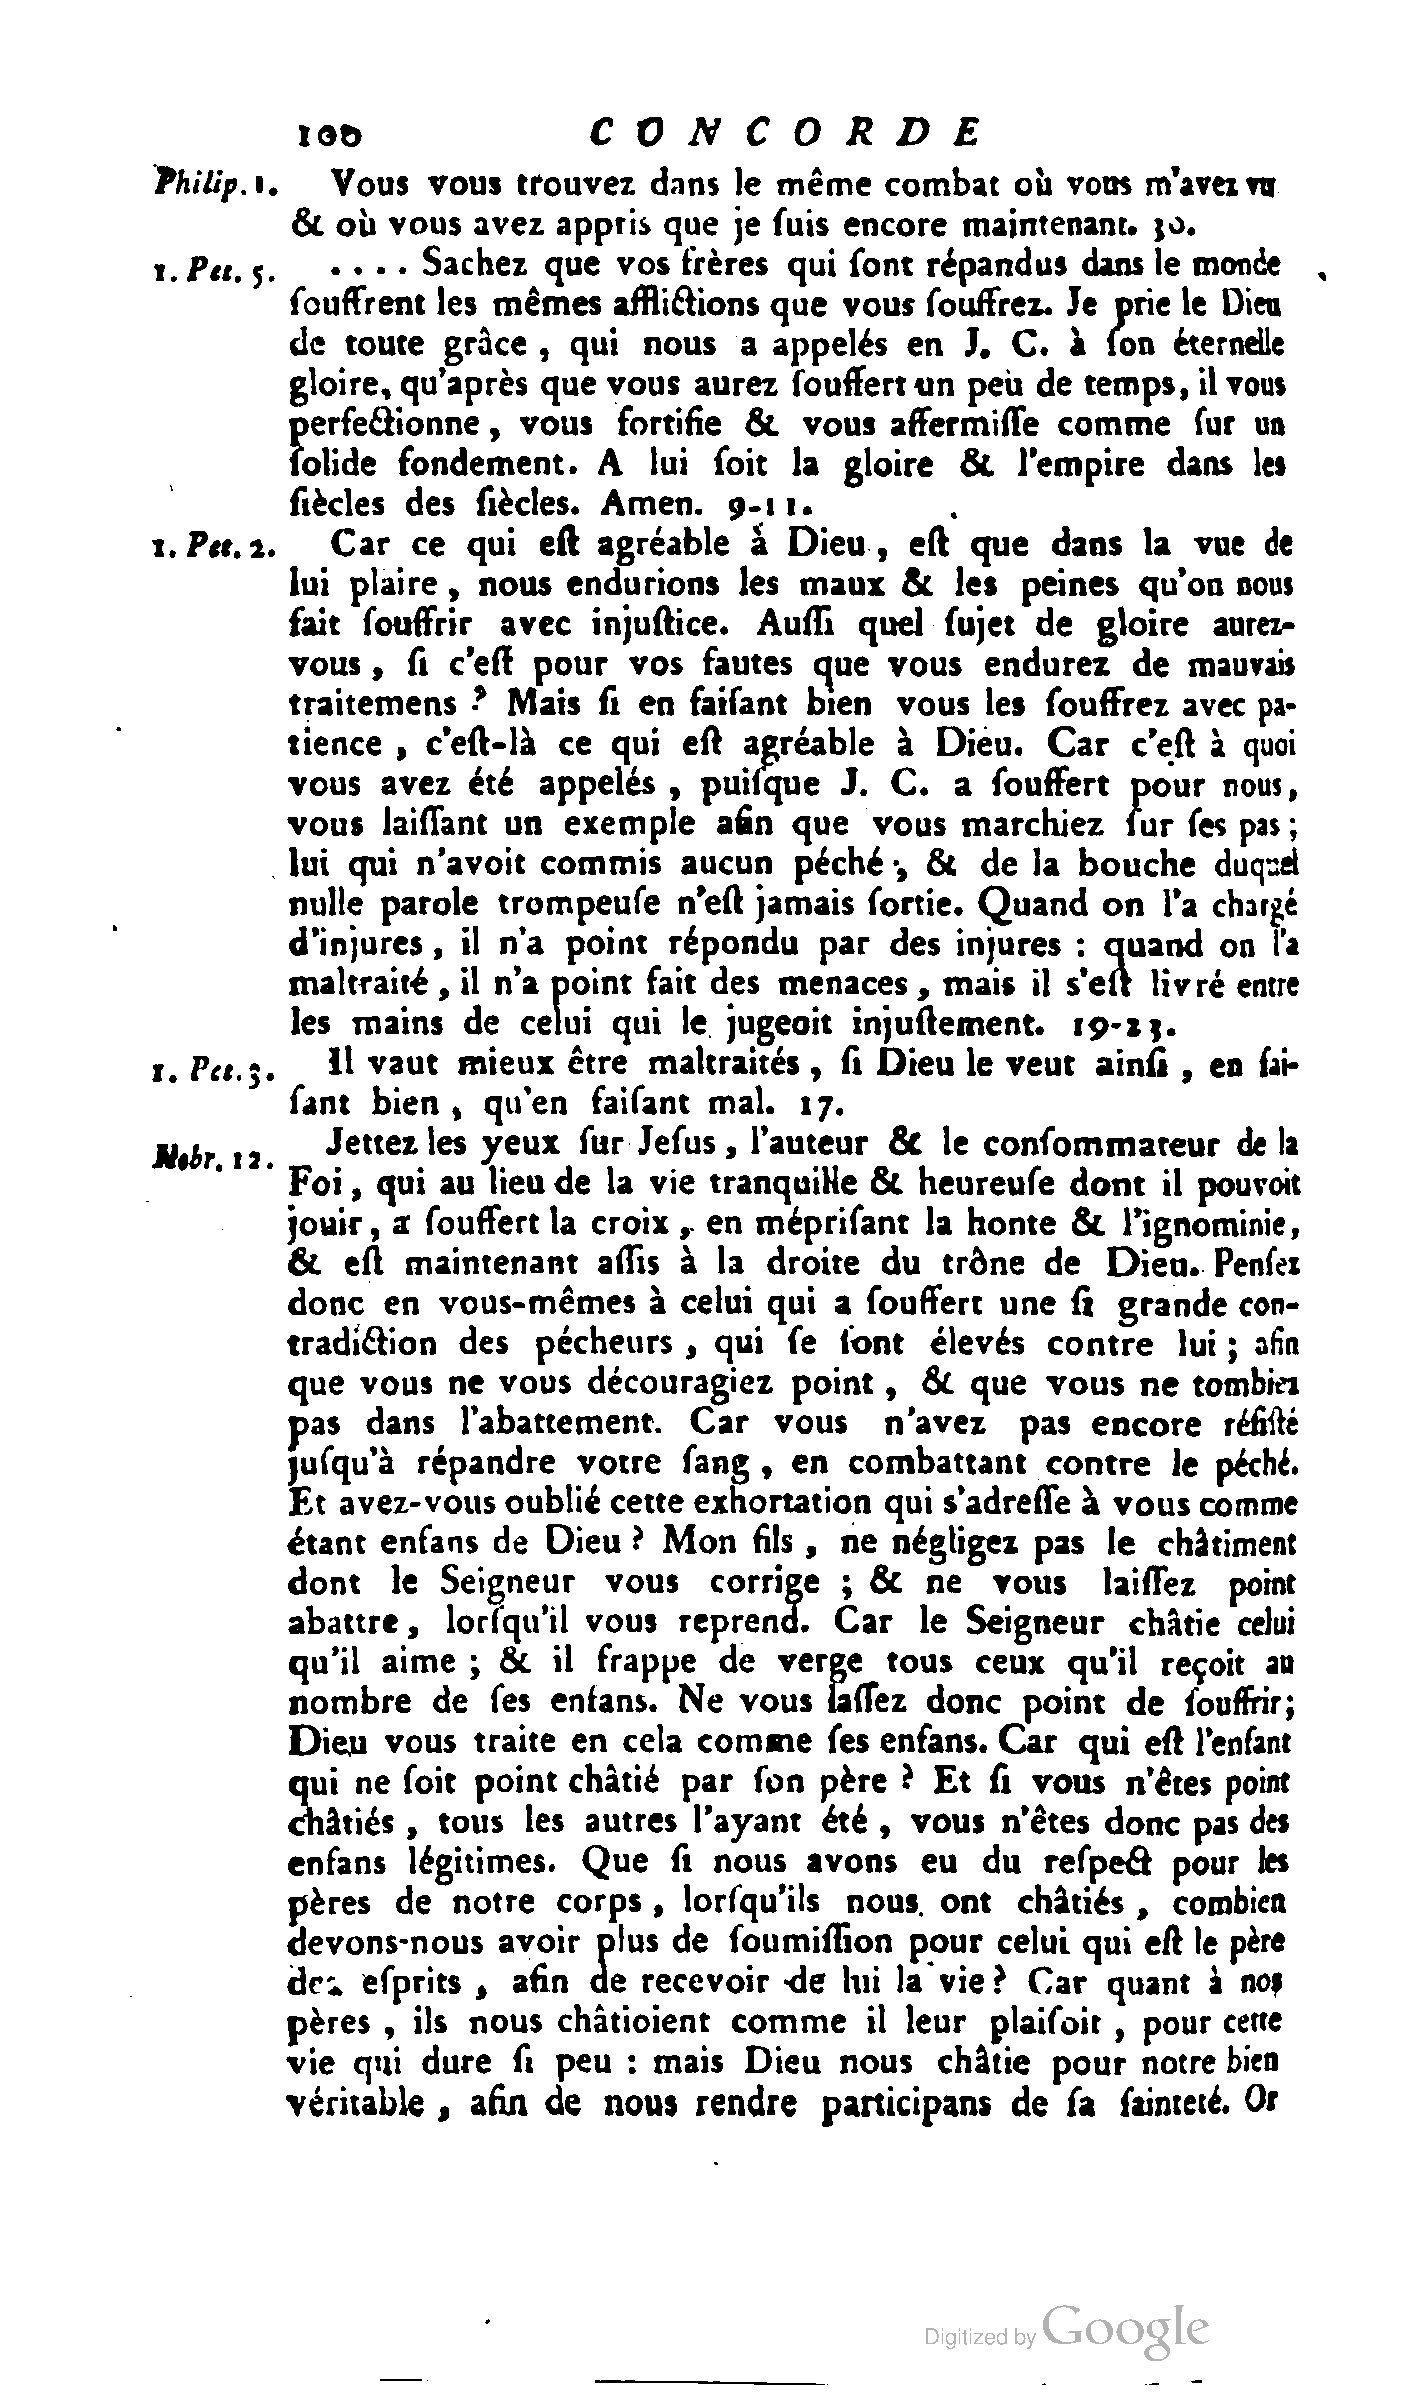 100 CONCORDE
Philip. 1. Vous vous trouvez dans le même combat où vous m'avez vu
& où vous avez appris que je ſuis encore maintenant. 30.
1. Pet. 5. . . . . Sachez que vos frères qui ſont répandus dans le monde
ſouffrent les mêmes afflictions que vous ſouffrez. Je prie le Dieu
de toute grâce, qui nous a appelés en J. C. à ſon éternelle
gloire, qu'après que vous aurez ſouffert un peu de temps, il vous
perfectionne, vous fortifie & vous affermiſſe comme ſur un
ſolide fondement. A lui ſoit la gloire & l'empire dans les
ſiècles des ſiècles. Amen. 9-11.
1. Pet. 2. Car ce qui eſt agréable à Dieu, eſt que dans la vue de
lui plaire, nous endurions les maux & les peines qu'on nous
fait ſouffrir avec injuſtice. Auſſi quel ſujet de gloire aurez-
vous, ſi c'eſt pour vos fautes que vous endurez de mauvais
traitemens ? Mais ſi en faiſant bien vous les ſouffrez avec pa-
tience, c'eſt-là ce qui eſt agréable à Dieu. Car c'eſt à quoi
vous avez été appelés, puiſque J. C. a ſouffert pour nous,
vous laiſſant un exemple afin que vous marchiez ſur ſes pas;
lui qui n'avoit commis aucun péché, & de la bouche duquel
nulle parole trompeuſe n'eſt jamais ſortie. Quand on l'a chargé
d'injures, il n'a point répondu par des injures : quand on l'a
maltraité, il n'a point fait des menaces, mais il s'eſt livré entre
les mains de celui qui le jugeoit injuſtement. 19-23.
1. Pet. 3. Il vaut mieux être maltraités, ſi Dieu le veut ainſi, en fai-
ſant bien, qu'en faiſant mal. 17.
Hebr. 12. Jettez les yeux ſur Jeſus, l'auteur & le conſommateur de la
Foi, qui au lieu de la vie tranquille & heureuſe dont il pouvoit
jouir, a ſouffert la croix, en mépriſant la honte & l'ignominie,
& eſt maintenant aſſis à la droite du trône de Dieu. Penſez
donc en vous-mêmes à celui qui a ſouffert une ſi grande con-
tradiction des pécheurs, qui ſe ſont élevés contre lui; afin
que vous ne vous découragiez point, & que vous ne tombiez
pas dans l'abattement. Car vous n'avez pas encore réſiſté
juſqu'à répandre votre ſang, en combattant contre le péché.
Et avez-vous oublié cette exhortation qui s'adreſſe à vous comme
étant enfans de Dieu ? Mon fils, ne négligez pas le châtiment
dont le Seigneur vous corrige ; & ne vous laiſſez point
abattre, lorſqu'il vous reprend. Car le Seigneur châtie celui
qu'il aime ; & il frappe de verge tous ceux qu'il reçoit au
nombre de ſes enfans. Ne vous laſſez donc point de ſouffrir;
Dieu vous traite en cela comme ſes enfans. Car qui eſt l'enfant
qui ne ſoit point châtié par ſon père ? Et ſi vous n'êtes point
châtiés, tous les autres l'ayant été, vous n'êtes donc pas des
enfans légitimes. Que ſi nous avons eu du reſpect pour les
pères de notre corps, lorſqu'ils nous ont châtiés, combien
devons-nous avoir plus de ſoumiſſion pour celui qui eſt le père
des eſprits, afin de recevoir de lui la vie? Car quant à nos
pères, ils nous châtioient comme il leur plaiſoit, pour cette
vie qui dure ſi peu : mais Dieu nous châtie pour notre bien
véritable, afin de nous rendre participans de ſa ſainteté. Or
Digitized by Google